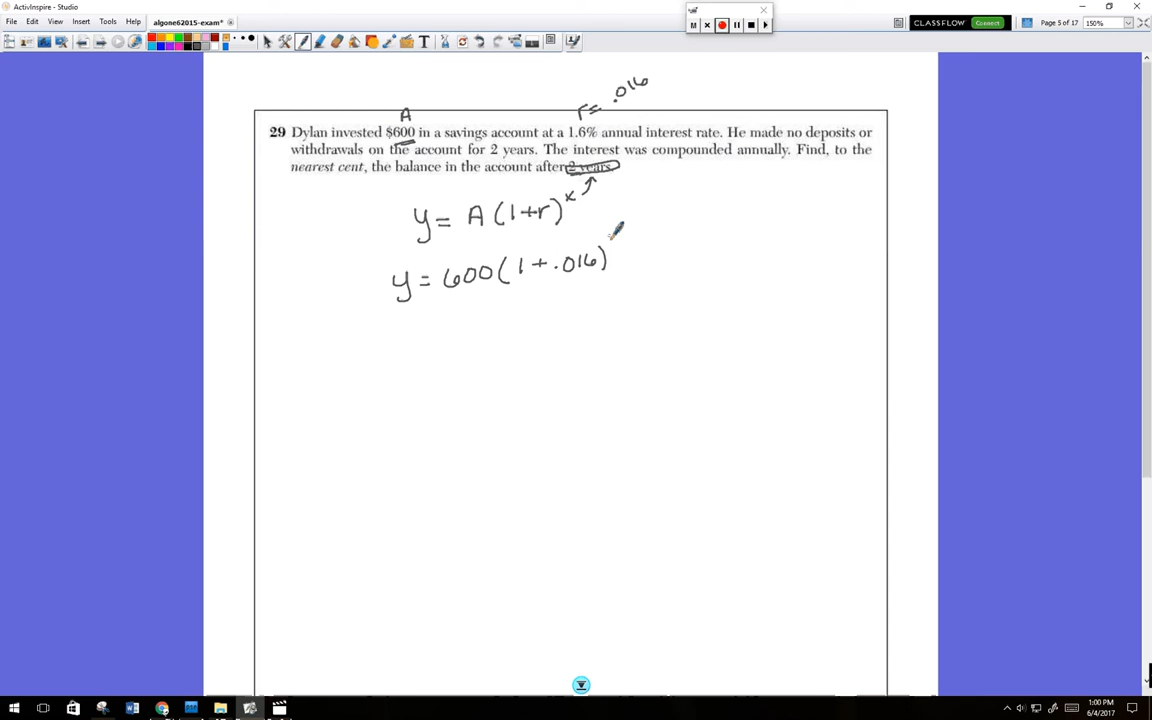 ActivInspire - Studio
File Edit View Insert Tools Help algone62015-exam*
CLASSFLOW Connect Page 5 of 17 150%
M
r= .016
A
29 Dylan invested $600 in a savings account at a 1.6% annual interest rate. He made no deposits or
withdrawals on the account for 2 years. The interest was compounded annually. Find, to the
nearest cent, the balance in the account after 2 years.
y = A(1+r)^x
y = 600(1+.016)
1:00 PM
6/4/2017